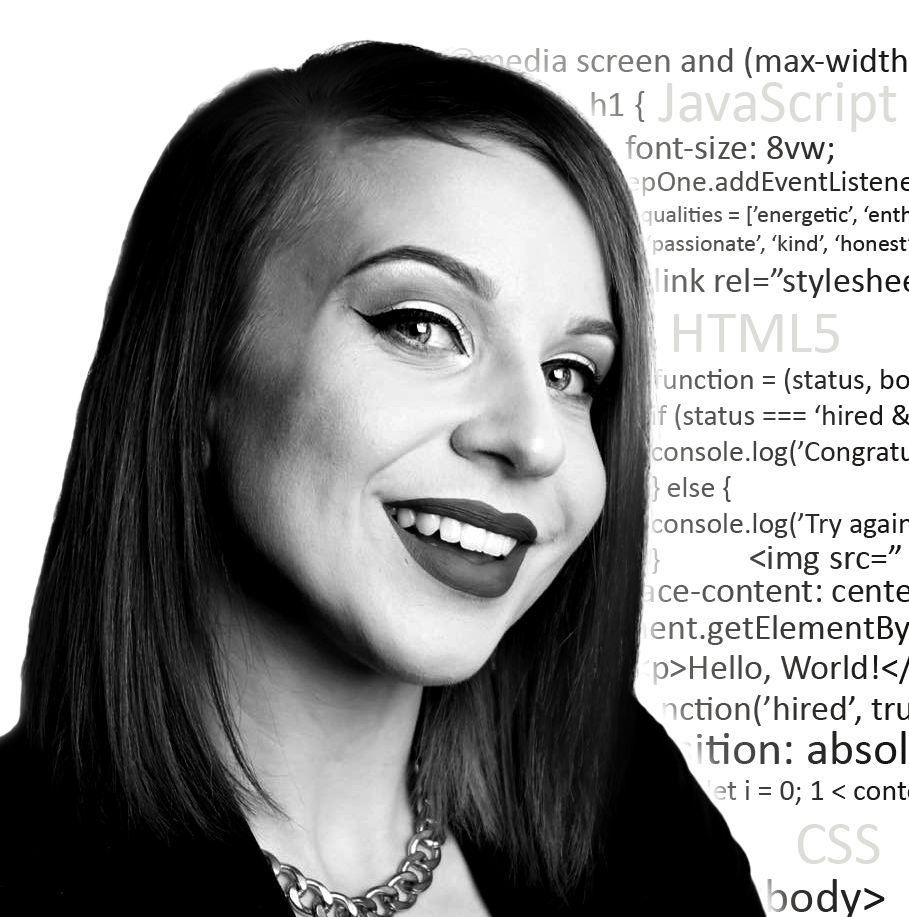 @media screen and (max-width
h1 { JavaScript
font-size: 8vw;
epOne.addEventListene
qualities = ['energetic', ‘enth
‘passionate’, ‘kind’, ‘honest’
link rel=”styleshee
HTML5
function = (status, bo
if (status === ‘hired &
console.log(’Congratu
} else {
console.log(’Try again
} <img src=”
ace-content: cente
ent.getElementBy
<p>Hello, World!</
nction(’hired’, tru
sition: absol
let i = 0; 1 < conte
CSS
body>